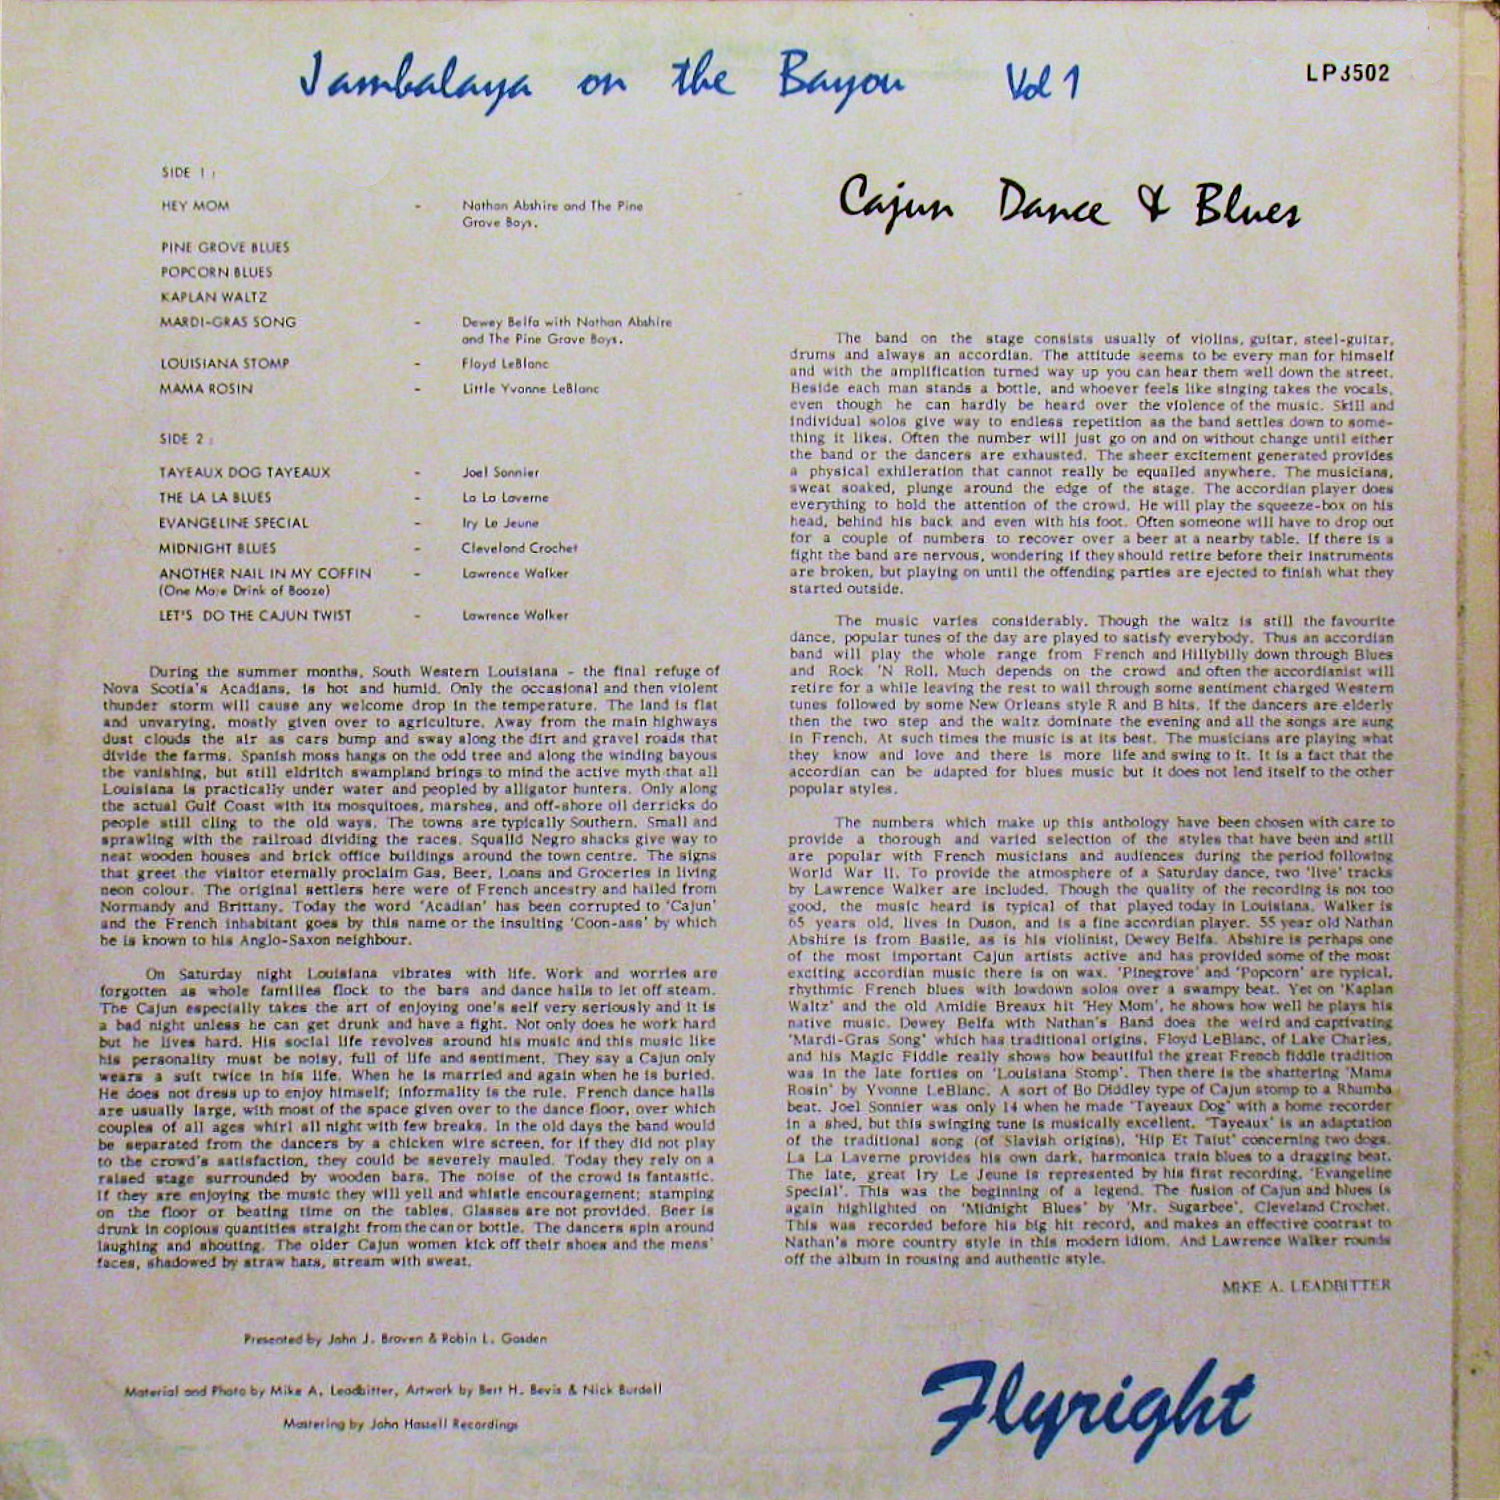 Jambalaya on the Bayou Vol 1
LP3502
SIDE 1 :
HEY MOM - Nathan Abshire and The Pine
Grove Boys.
PINE GROVE BLUES
POPCORN BLUES
KAPLAN WALTZ
MARDI-GRAS SONG - Dewey Belfa with Nathan Abshire
and The Pine Grove Boys.
LOUISIANA STOMP - Floyd LeBlanc
MAMA ROSIN - Little Yvonne LeBlanc
SIDE 2 :
TAYEAUX DOG TAYEAUX - Joel Sonnier
THE LA LA BLUES - La La Laverne
EVANGELINE SPECIAL - Iry Le Jeune
MIDNIGHT BLUES - Cleveland Crochet
ANOTHER NAIL IN MY COFFIN - Lawrence Walker
(One More Drink of Booze)
LET'S DO THE CAJUN TWIST - Lawrence Walker
During the summer months, South Western Louisiana - the final refuge of
Nova Scotia's Acadians, is hot and humid. Only the occasional and then violent
thunder storm will cause any welcome drop in the temperature. The land is flat
and unvarying, mostly given over to agriculture. Away from the main highways
dust clouds the air as cars bump and sway along the dirt and gravel roads that
divide the farms. Spanish moss hangs on the odd tree and along the winding bayous
the vanishing, but still eldritch swampland brings to mind the active myth that all
Louisiana is practically under water and peopled by alligator hunters. Only along
the actual Gulf Coast with its mosquitoes, marshes, and off-shore oil derricks do
people still cling to the old ways. The towns are typically Southern. Small and
sprawling with the railroad dividing the races. Squalid Negro shacks give way to
neat wooden houses and brick office buildings around the town centre. The signs
that greet the visitor eternally proclaim Gas, Beer, Loans and Groceries in living
neon colour. The original settlers here were of French ancestry and hailed from
Normandy and Brittany. Today the word 'Acadian' has been corrupted to 'Cajun'
and the French inhabitant goes by this name or the insulting 'Coon-ass' by which
he is known to his Anglo-Saxon neighbour.
On Saturday night Louisiana vibrates with life. Work and worries are
forgotten as whole families flock to the bars and dance halls to let off steam.
The Cajun especially takes the art of enjoying one's self very seriously and it is
a bad night unless he can get drunk and have a fight. Not only does he work hard
but he lives hard. His social life revolves around his music and this music like
his personality must be noisy, full of life and sentiment. They say a Cajun only
wears a suit twice in his life. When he is married and again when he is buried.
He does not dress up to enjoy himself; informality is the rule. French dance halls
are usually large, with most of the space given over to the dance floor, over which
couples of all ages whirl all night with few breaks. In the old days the band would
be separated from the dancers by a chicken wire screen, for if they did not play
to the crowd's satisfaction, they could be severely mauled. Today they rely on a
raised stage surrounded by wooden bars. The noise of the crowd is fantastic.
If they are enjoying the music they will yell and whistle encouragement; stamping
on the floor or beating time on the tables. Glasses are not provided. Beer is
drunk in copious quantities straight from the can or bottle. The dancers spin around
laughing and shouting. The older Cajun women kick off their shoes and the mens'
faces, shadowed by straw hats, stream with sweat.
Presented by John J. Broven & Robin L. Gosden
Material and Photo by Mike A. Leadbitter, Artwork by Bert H. Bevis & Nick Burdell
Mastering by John Hassell Recordings
Cajun Dance & Blues
The band on the stage consists usually of violins, guitar, steel-guitar,
drums and always an accordian. The attitude seems to be every man for himself
and with the amplification turned way up you can hear them well down the street.
Beside each man stands a bottle, and whoever feels like singing takes the vocals,
even though he can hardly be heard over the violence of the music. Skill and
individual solos give way to endless repetition as the band settles down to some-
thing it likes. Often the number will just go on and on without change until either
the band or the dancers are exhausted. The sheer excitement generated provides
a physical exhileration that cannot really be equalled anywhere. The musicians,
sweat soaked, plunge around the edge of the stage. The accordian player does
everything to hold the attention of the crowd. He will play the squeeze-box on his
head, behind his back and even with his foot. Often someone will have to drop out
for a couple of numbers to recover over a beer at a nearby table. If there is a
fight the band are nervous, wondering if they should retire before their instruments
are broken, but playing on until the offending parties are ejected to finish what they
started outside.
The music varies considerably. Though the waltz is still the favourite
dance, popular tunes of the day are played to satisfy everybody. Thus an accordian
band will play the whole range from French and Hillybilly down through Blues
and Rock 'N Roll. Much depends on the crowd and often the accordianist will
retire for a while leaving the rest to wail through some sentiment charged Western
tunes followed by some New Orleans style R and B hits. If the dancers are elderly
then the two step and the waltz dominate the evening and all the songs are sung
in French. At such times the music is at its best. The musicians are playing what
they know and love and there is more life and swing to it. It is a fact that the
accordian can be adapted for blues music but it does not lend itself to the other
popular styles.
The numbers which make up this anthology have been chosen with care to
provide a thorough and varied selection of the styles that have been and still
are popular with French musicians and audiences during the period following
World War II. To provide the atmosphere of a Saturday dance, two 'live' tracks
by Lawrence Walker are included. Though the quality of the recording is not too
good, the music heard is typical of that played today in Louisiana. Walker is
65 years old, lives in Duson, and is a fine accordian player. 55 year old Nathan
Abshire is from Basile, as is his violinist, Dewey Belfa. Abshire is perhaps one
of the most important Cajun artists active and has provided some of the most
exciting accordian music there is on wax. 'Pinegrove' and 'Popcorn' are typical,
rhythmic French blues with lowdown solos over a swampy beat. Yet on 'Kaplan
Waltz' and the old Amidie Breaux hit 'Hey Mom', he shows how well he plays his
native music. Dewey Belfa with Nathan's Band does the weird and captivating
'Mardi-Gras Song' which has traditional origins. Floyd LeBlanc, of Lake Charles,
and his Magic Fiddle really shows how beautiful the great French fiddle tradition
was in the late forties on 'Louisiana Stomp'. Then there is the shattering 'Mama
Rosin' by Yvonne LeBlanc. A sort of Bo Diddley type of Cajun stomp to a Rhumba
beat. Joel Sonnier was only 14 when he made 'Tayeaux Dog' with a home recorder
in a shed, but this swinging tune is musically excellent. 'Tayeaux' is an adaptation
of the traditional song (of Slavish origins), 'Hip Et Taiut' concerning two dogs.
La La Laverne provides his own dark, harmonica train blues to a dragging beat.
The late, great Iry Le Jeune is represented by his first recording, 'Evangeline
Special'. This was the beginning of a legend. The fusion of Cajun and blues is
again highlighted on 'Midnight Blues' by 'Mr. Sugarbee', Cleveland Crochet.
This was recorded before his big hit record, and makes an effective contrast to
Nathan's more country style in this modern idiom. And Lawrence Walker rounds
off the album in rousing and authentic style.
MIKE A. LEADBITTER
Flyright